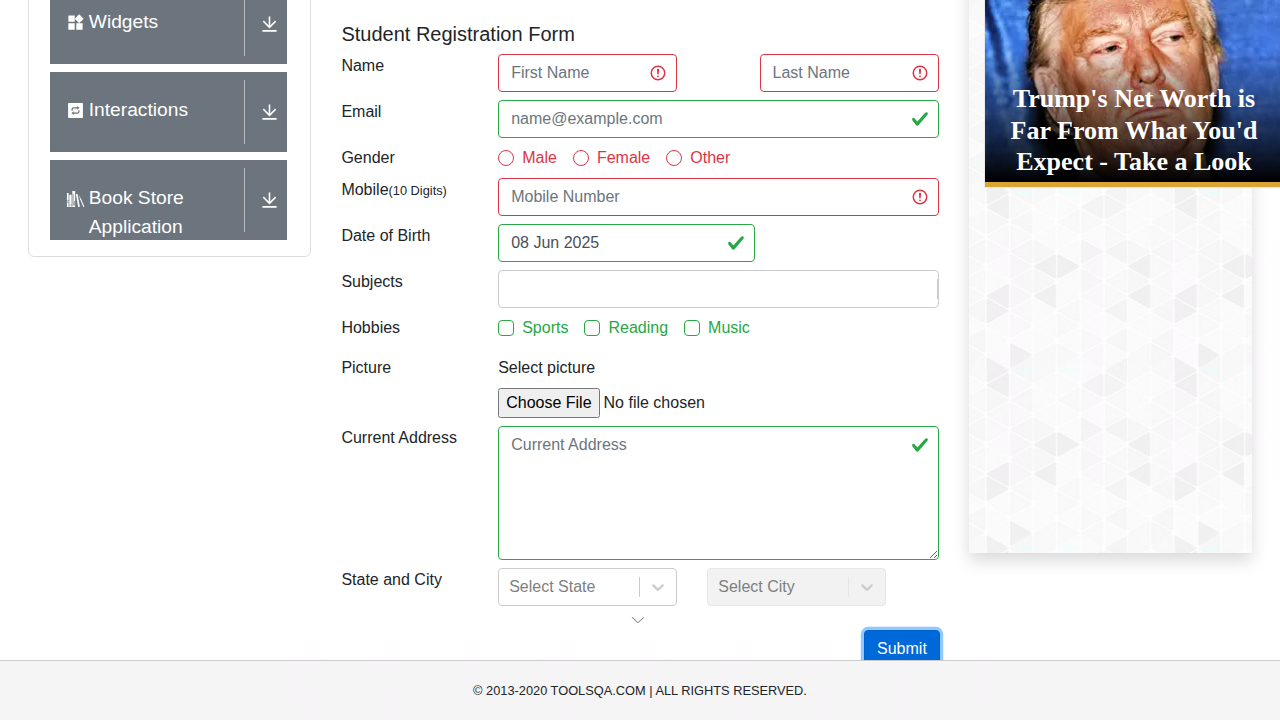 Widgets
Interactions
Book Store
Application
Student Registration Form
Name
First Name
Last Name
Email
name@example.com
Gender
Male
Female
Other
Mobile(10 Digits)
Mobile Number
Date of Birth
08 Jun 2025
Subjects
Hobbies
Sports
Reading
Music
Picture
Select picture
Choose File No file chosen
Current Address
Current Address
State and City
Select State
Select City
Submit
Trump's Net Worth is
Far From What You'd
Expect - Take a Look
© 2013-2020 TOOLSQA.COM | ALL RIGHTS RESERVED.